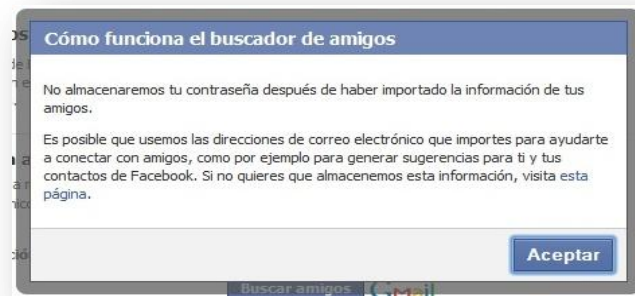 Cómo funciona el buscador de amigos
No almacenaremos tu contraseña después de haber importado la información de tus
amigos.
Es posible que usemos las direcciones de correo electrónico que importes para ayudarte
a conectar con amigos, como por ejemplo para generar sugerencias para ti y tus
contactos de Facebook. Si no quieres que almacenemos esta información, visita esta
página.
Aceptar
Buscar amigos Gmail